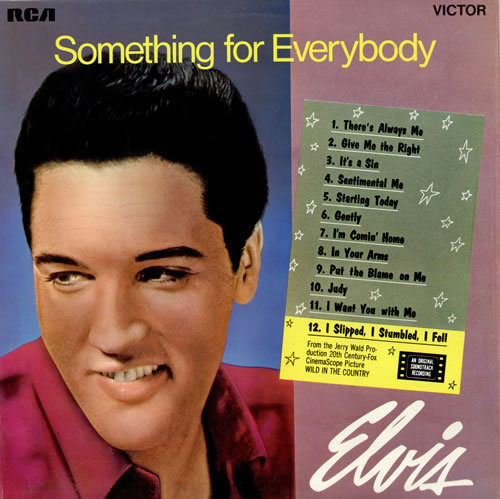 RCA VICTOR
Something for Everybody
1. There's Always Me
2. Give Me the Right
3. It's a Sin
4. Sentimental Me
5. Starting Today
6. Gently
7. I'm Comin' Home
8. In Your Arms
9. Put the Blame on Me
10. Judy
11. I Want You with Me
12. I Slipped, I Stumbled, I Fell
From the Jerry Wald Pro-
duction 20th Century-Fox
CinemaScope Picture
WILD IN THE COUNTRY
AN ORIGINAL
SOUNDTRACK
RECORDING
Elvis